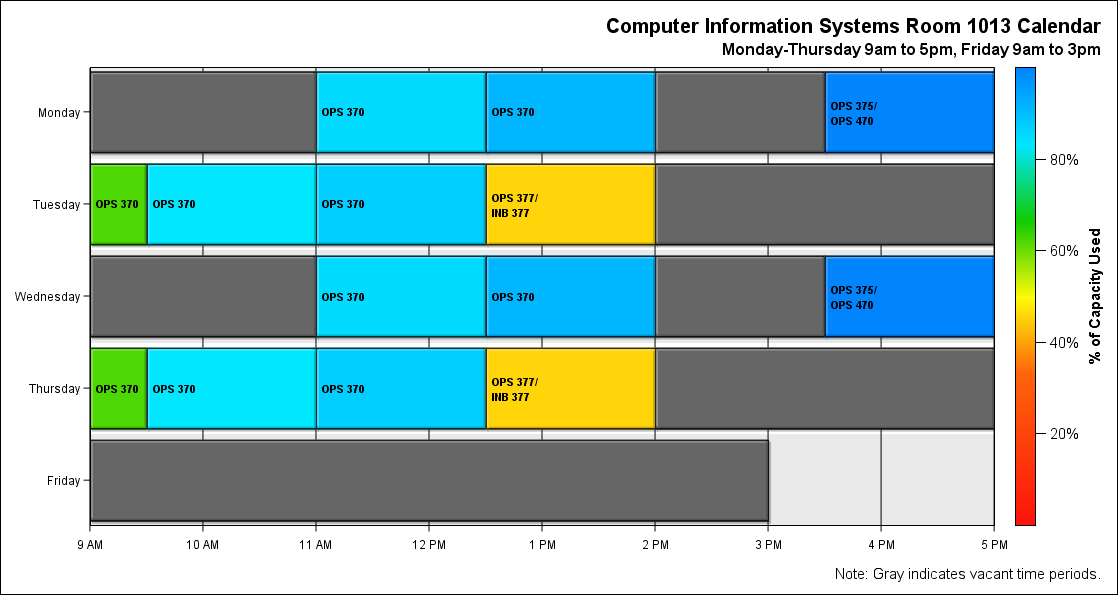 Computer Information Systems Room 1013 Calendar
Monday-Thursday 9am to 5pm, Friday 9am to 3pm
Monday
OPS 370
OPS 370
OPS 375/
OPS 470
Tuesday
OPS 370
OPS 370
OPS 370
OPS 377/
INB 377
Wednesday
OPS 370
OPS 370
OPS 375/
OPS 470
Thursday
OPS 370
OPS 370
OPS 370
OPS 377/
INB 377
Friday
9 AM
10 AM
11 AM
12 PM
1 PM
2 PM
3 PM
4 PM
5 PM
80%
60%
40%
20%
% of Capacity Used
Note: Gray indicates vacant time periods.